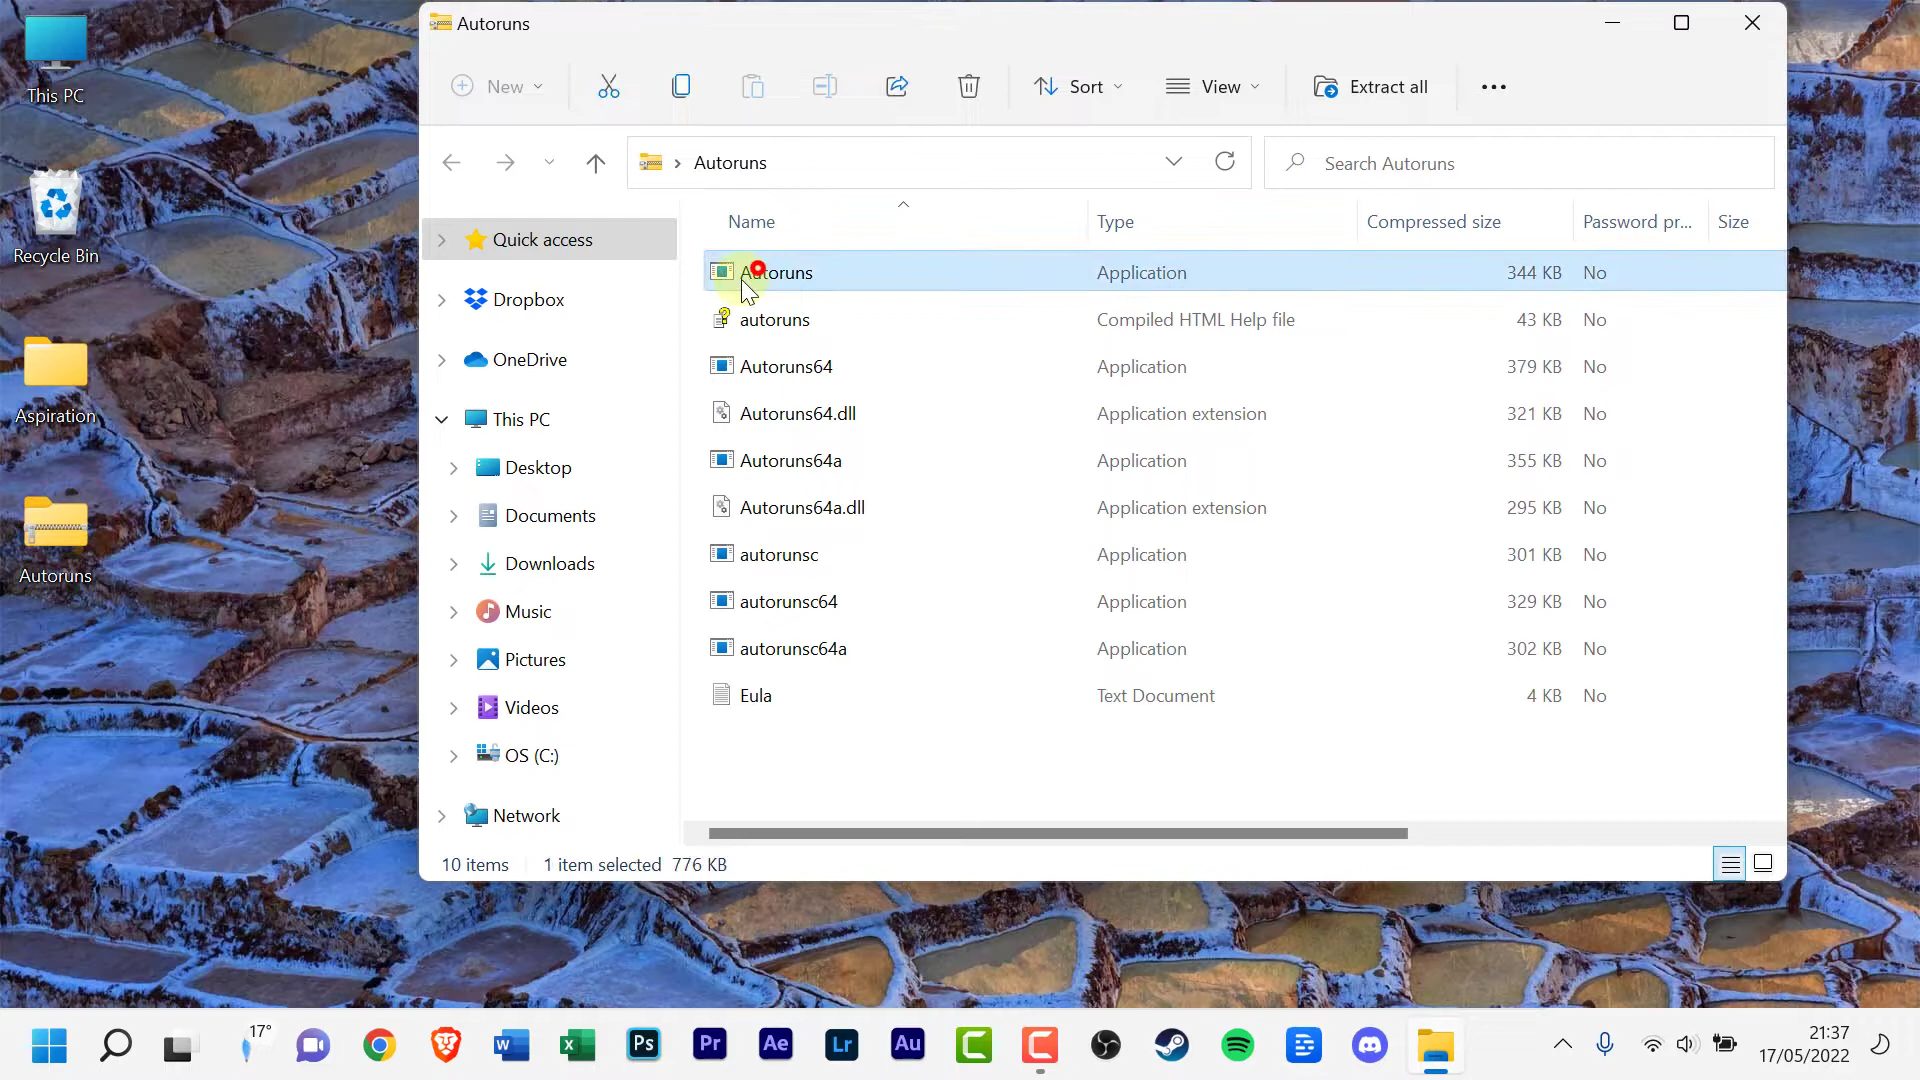 This PC
Recycle Bin
Aspiration
Autoruns
Autoruns
New
Sort
View
Extract all
Autoruns
Search Autoruns
Quick access
Dropbox
OneDrive
This PC
Desktop
Documents
Downloads
Music
Pictures
Videos
OS (C:)
Network
Name Type Compressed size Password pr... Size
Autoruns Application 344 KB No
autoruns Compiled HTML Help file 43 KB No
Autoruns64 Application 379 KB No
Autoruns64.dll Application extension 321 KB No
Autoruns64a Application 355 KB No
Autoruns64a.dll Application extension 295 KB No
autorunsc Application 301 KB No
autorunsc64 Application 329 KB No
autorunsc64a Application 302 KB No
Eula Text Document 4 KB No
10 items 1 item selected 776 KB
17°
W
X
Ps
Pr
Ae
Lr
Au
21:37
17/05/2022